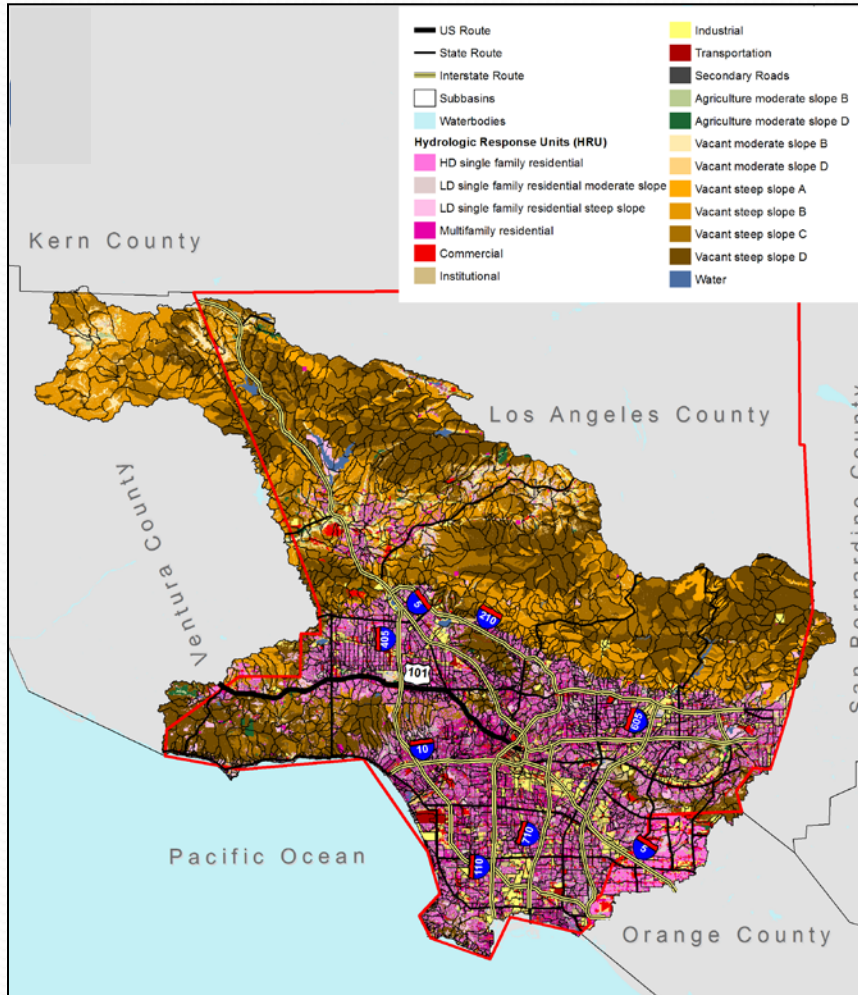 US Route
State Route
Interstate Route
Subbasins
Waterbodies
Hydrologic Response Units (HRU)
HD single family residential
LD single family residential moderate slope
LD single family residential steep slope
Multifamily residential
Commercial
Institutional
Industrial
Transportation
Secondary Roads
Agriculture moderate slope B
Agriculture moderate slope D
Vacant moderate slope B
Vacant moderate slope D
Vacant steep slope A
Vacant steep slope B
Vacant steep slope C
Vacant steep slope D
Water
Kern County
Los Angeles County
Ventura County
San Bernardino County
5
210
405
101
605
10
710
5
110
Pacific Ocean
Orange County